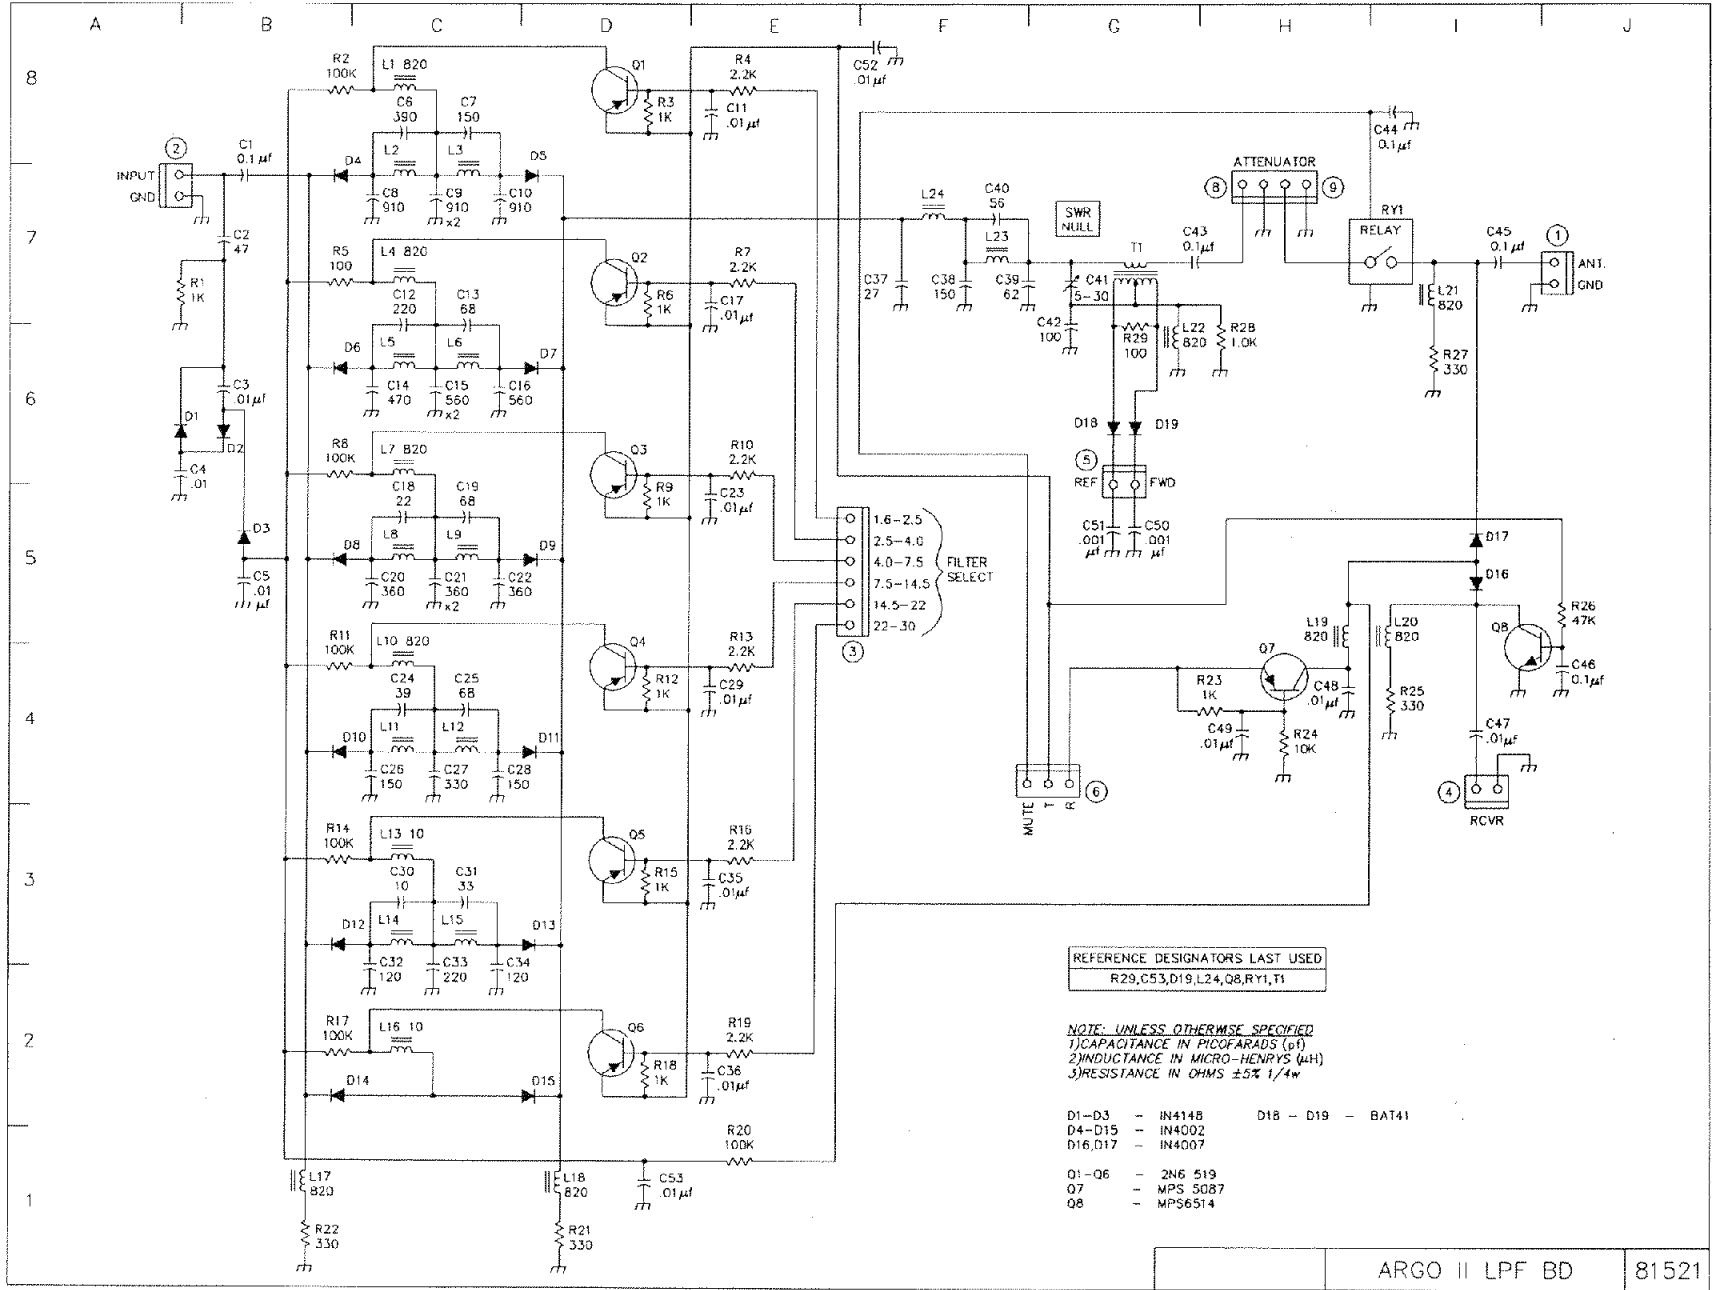 A B C D E F G H I J
8
7
6
5
4
3
2
1
R2
100K
L1 820
C6
390
C7
150
D4
L2
L3
D5
C8
910
C9
910
x2
C10
910
Q1
R3
1K
R4
2.2K
C11
.01µf
C52
.01µf
2
INPUT
GND
C1
0.1µf
C2
47
R1
1K
C3
.01µf
D1
D2
C4
.01
D3
C5
.01
µf
R5
100
L4 820
C12
220
C13
68
D6
L5
L6
D7
C14
470
C15
560
x2
C16
560
Q2
R6
1K
R7
2.2K
C17
.01µf
R8
100K
L7 820
C18
22
C19
68
D8
L8
L9
D9
C20
360
C21
360
x2
C22
360
Q3
R9
1K
R10
2.2K
C23
.01µf
R11
100K
L10 820
C24
39
C25
68
D10
L11
L12
D11
C26
150
C27
330
C28
150
Q4
R12
1K
R13
2.2K
C29
.01µf
R14
100K
L13 10
C30
10
C31
33
D12
L14
L15
D13
C32
120
C33
220
C34
120
Q5
R15
1K
R16
2.2K
C35
.01µf
R17
100K
L16 10
D14
D15
Q6
R18
1K
R19
2.2K
C36
.01µf
R20
100K
C53
.01µf
L17
820
R22
330
L18
820
R21
330
1.6-2.5
2.5-4.0
4.0-7.5
7.5-14.5
14.5-22
22-30
FILTER
SELECT
3
L24
C40
56
L23
C37
27
C38
150
C39
62
SWR
NULL
C41
5-30
T1
C43
0.1µf
C42
100
R29
100
L22
820
R28
1.0K
D18
D19
5
REF
FWD
C51
.001
µf
C50
.001
µf
ATTENUATOR
8
9
C44
0.1µf
RY1
RELAY
C45
0.1µf
1
ANT.
GND
L21
820
R27
330
D17
D16
L19
820
L20
820
Q8
R26
47K
C46
0.1µf
Q7
R23
1K
C49
.01µf
R24
10K
C48
.01µf
R25
330
C47
.01µf
4
RCVR
6
MUTE
T
R
REFERENCE DESIGNATORS LAST USED
R29,C53,D19,L24,Q8,RY1,T1
NOTE: UNLESS OTHERWISE SPECIFIED
1)CAPACITANCE IN PICOFARADS (pf)
2)INDUCTANCE IN MICRO-HENRYS (µH)
3)RESISTANCE IN OHMS ±5% 1/4w
D1-D3 - IN4148 D18 - D19 - BAT41
D4-D15 - IN4002
D16,D17 - IN4007
Q1-Q6 - 2N6 519
Q7 - MPS 5087
Q8 - MPS6514
ARGO II LPF BD 81521